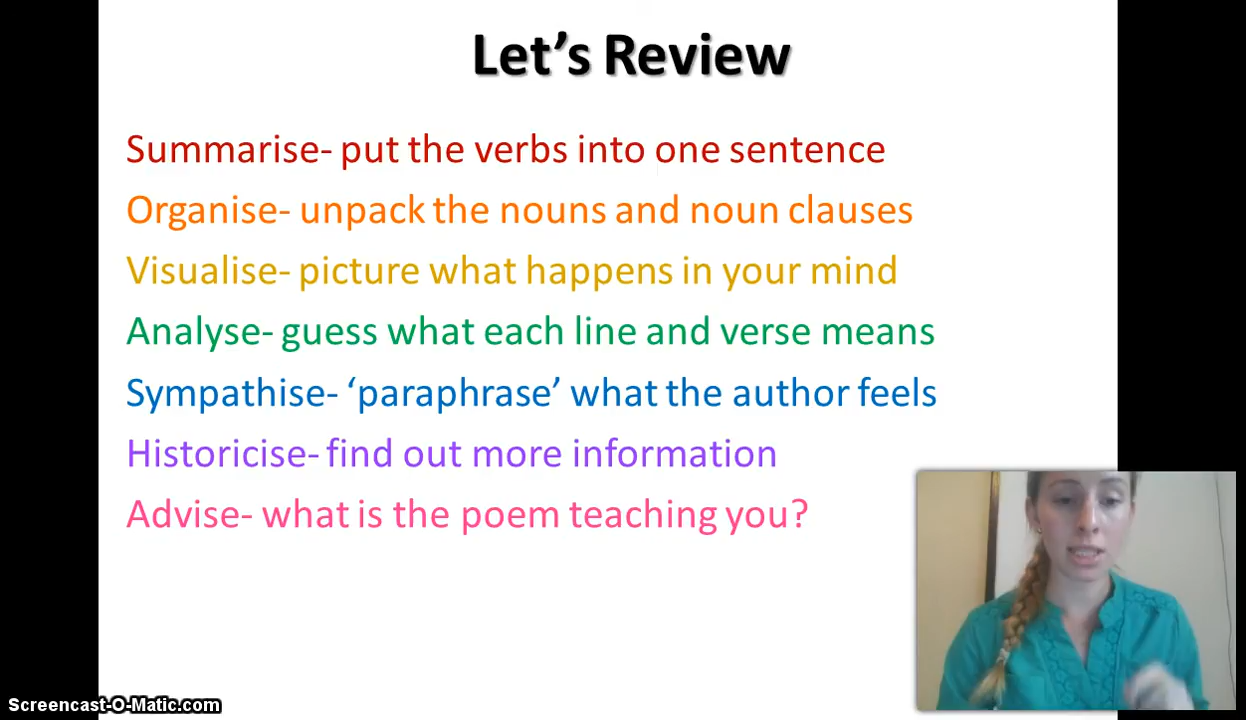 Let's Review
Summarise- put the verbs into one sentence
Organise- unpack the nouns and noun clauses
Visualise- picture what happens in your mind
Analyse- guess what each line and verse means
Sympathise- ‘paraphrase’ what the author feels
Historicise- find out more information
Advise- what is the poem teaching you?
Screencast-O-Matic.com